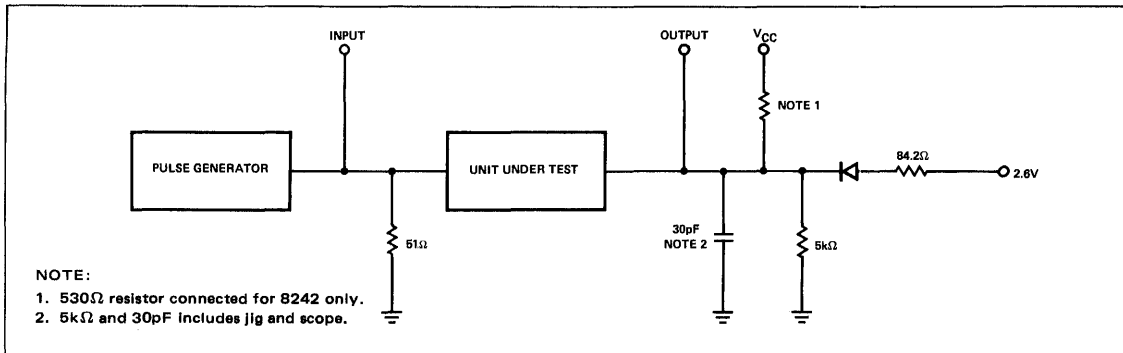 INPUT
OUTPUT
VCC
NOTE 1
PULSE GENERATOR
UNIT UNDER TEST
84.2Ω
2.6V
51Ω
30pF
NOTE 2
5kΩ
NOTE:
1. 530Ω resistor connected for 8242 only.
2. 5kΩ and 30pF includes jig and scope.